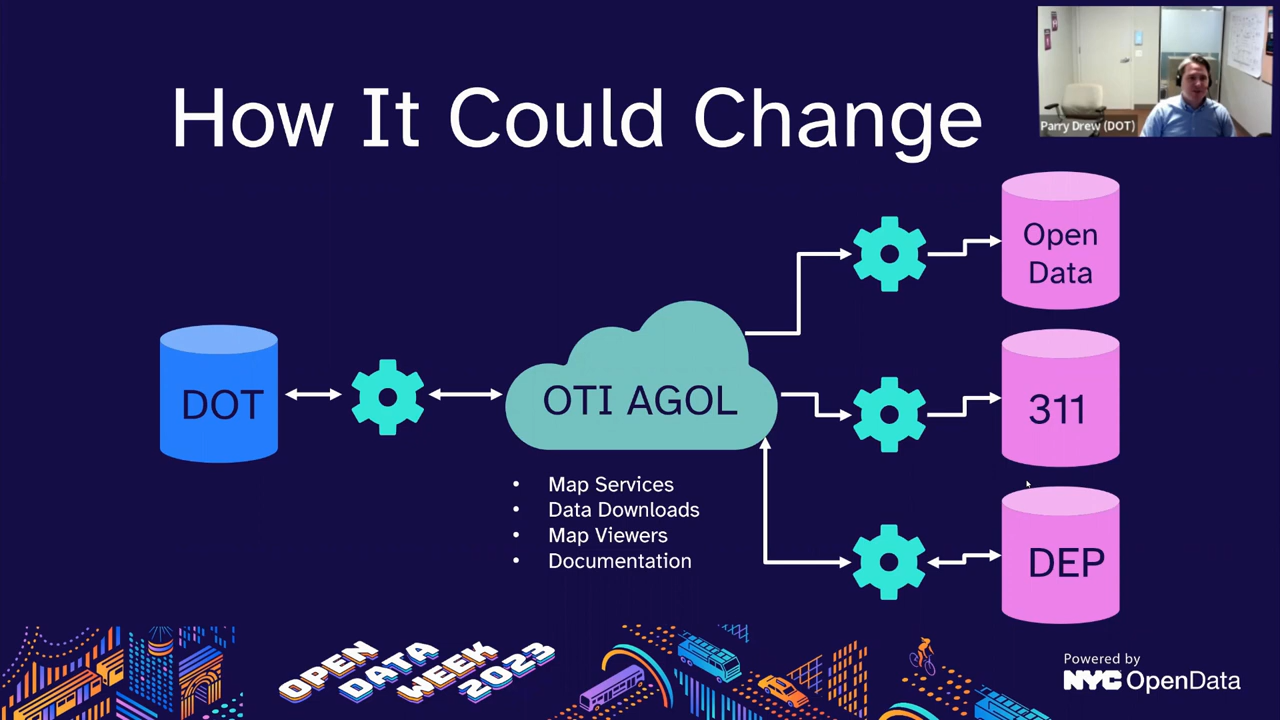 How It Could Change
Parry Drew (DOT)
Open
Data
DOT
OTI AGOL
311
• Map Services
• Data Downloads
• Map Viewers
• Documentation
DEP
OPEN
DATA
WEEK
2023
Powered by
NYC OpenData